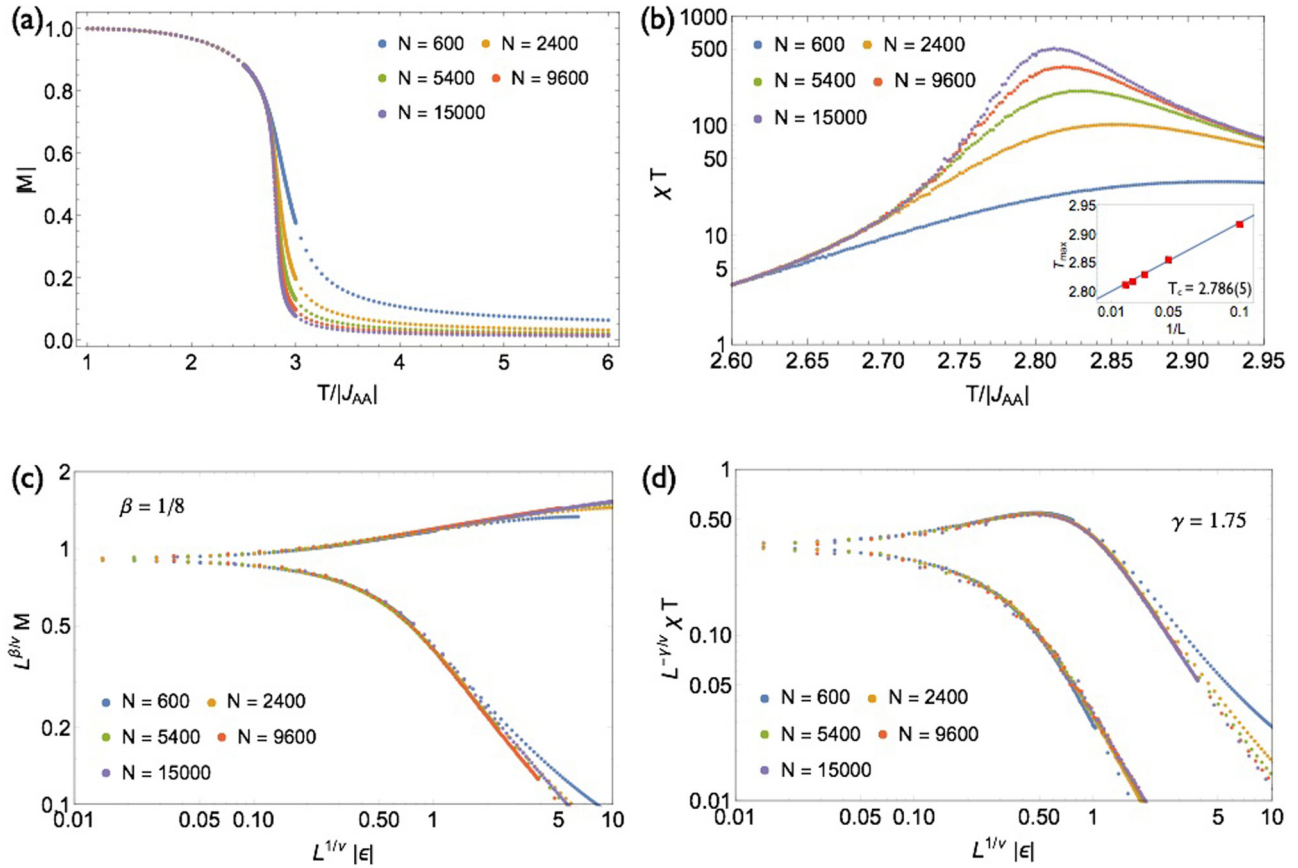 (a)
|M|
1.0
0.8
0.6
0.4
0.2
0.0
N = 600 N = 2400
N = 5400 N = 9600
N = 15000
1 2 3 4 5 6
T/|J_AA|
(b)
χ T
1000
500
100
50
10
5
1
N = 600 N = 2400
N = 5400 N = 9600
N = 15000
2.95
2.90
2.85
2.80
T_max
T_c = 2.786(5)
0.01 0.05 0.1
1/L
2.60 2.65 2.70 2.75 2.80 2.85 2.90 2.95
T/|J_AA|
(c)
L^{β/ν} M
2
1
0.5
0.2
0.1
β = 1/8
N = 600 N = 2400
N = 5400 N = 9600
N = 15000
0.01 0.05 0.10 0.50 1 5 10
L^{1/ν} |ϵ|
(d)
L^{-γ/ν} χ T
1
0.50
0.10
0.05
0.01
γ = 1.75
N = 600 N = 2400
N = 5400 N = 9600
N = 15000
0.01 0.05 0.10 0.50 1 5 10
L^{1/ν} |ϵ|